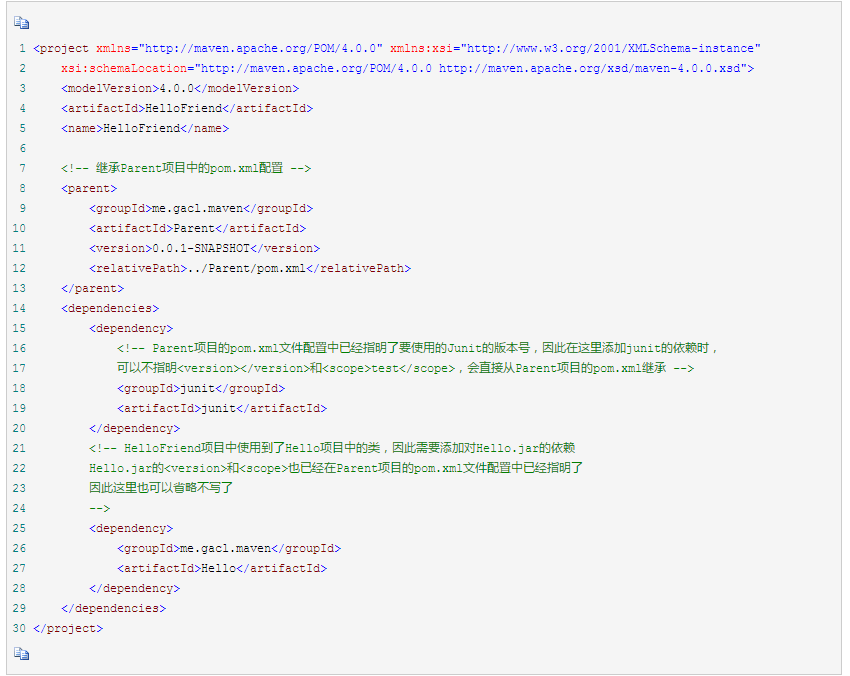 1 <project xmlns="http://maven.apache.org/POM/4.0.0" xmlns:xsi="http://www.w3.org/2001/XMLSchema-instance"
2     xsi:schemaLocation="http://maven.apache.org/POM/4.0.0 http://maven.apache.org/xsd/maven-4.0.0.xsd">
3     <modelVersion>4.0.0</modelVersion>
4     <artifactId>HelloFriend</artifactId>
5     <name>HelloFriend</name>
6
7     <!-- 继承Parent项目中的pom.xml配置 -->
8     <parent>
9         <groupId>me.gacl.maven</groupId>
10         <artifactId>Parent</artifactId>
11         <version>0.0.1-SNAPSHOT</version>
12         <relativePath>../Parent/pom.xml</relativePath>
13     </parent>
14     <dependencies>
15         <dependency>
16             <!-- Parent项目的pom.xml文件配置中已经指明了要使用的Junit的版本号，因此在这里添加junit的依赖时，
17             可以不指明<version></version>和<scope>test</scope>，会直接从Parent项目的pom.xml继承 -->
18             <groupId>junit</groupId>
19             <artifactId>junit</artifactId>
20         </dependency>
21         <!-- HelloFriend项目中使用到了Hello项目中的类，因此需要添加对Hello.jar的依赖
22         Hello.jar的<version>和<scope>也已经在Parent项目的pom.xml文件配置中已经指明了
23         因此这里也可以省略不写了
24         -->
25         <dependency>
26             <groupId>me.gacl.maven</groupId>
27             <artifactId>Hello</artifactId>
28         </dependency>
29     </dependencies>
30 </project>